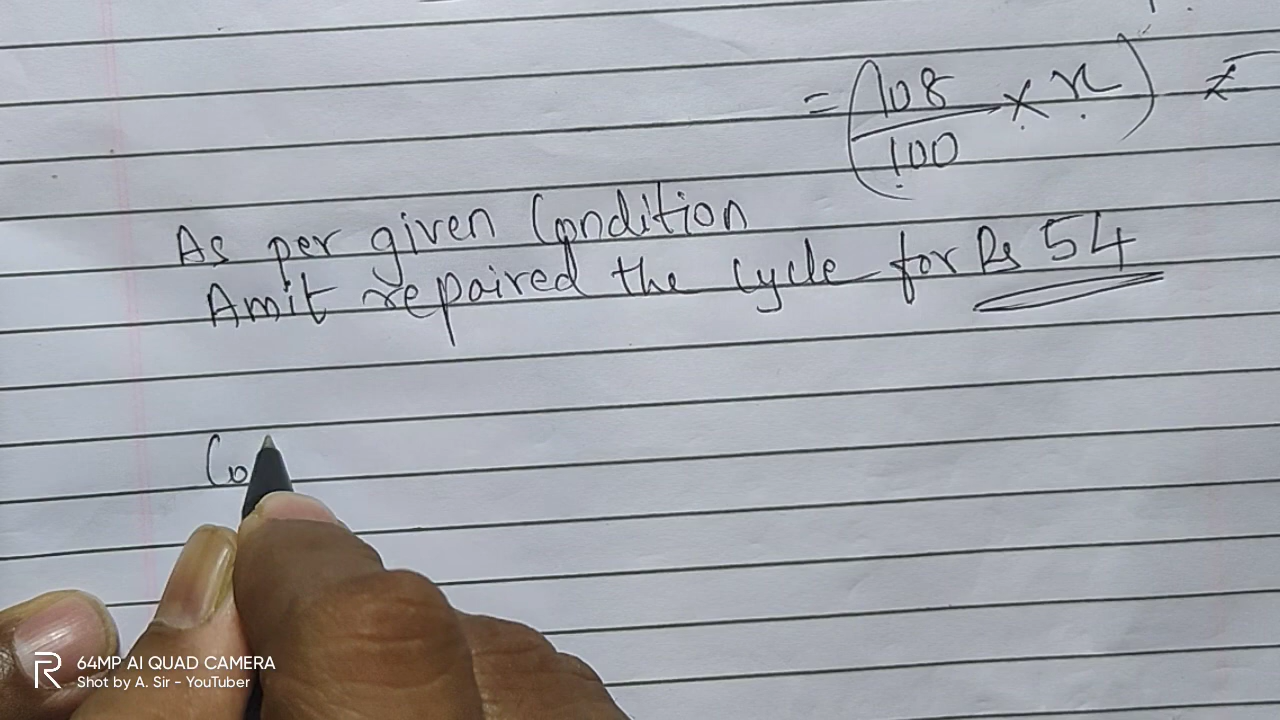 = (108/100 × x) ₹
As per given Condition
Amit repaired the cycle for Rs 54
Co
64MP AI QUAD CAMERA
Shot by A. Sir - YouTuber